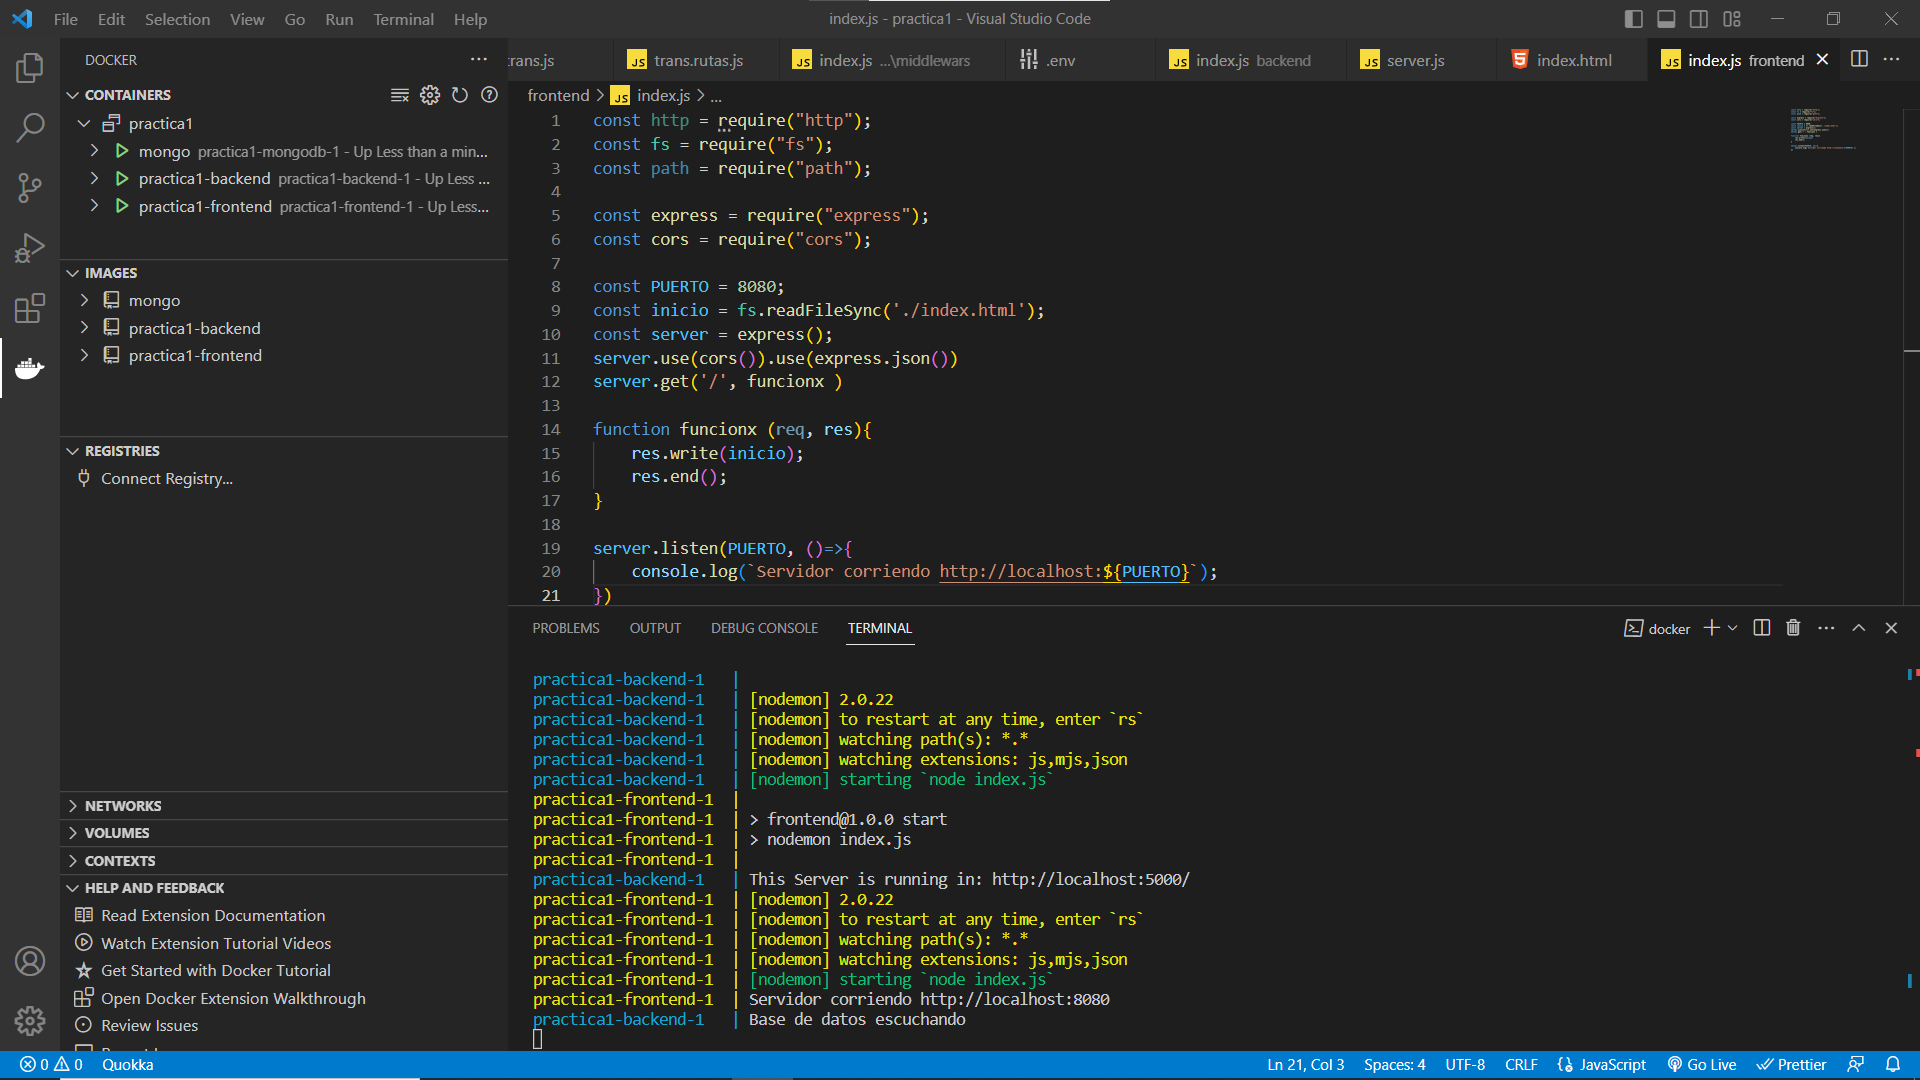 File Edit Selection View Go Run Terminal Help
index.js - practica1 - Visual Studio Code
DOCKER
CONTAINERS
practica1
mongo practica1-mongodb-1 - Up Less than a min...
practica1-backend practica1-backend-1 - Up Less ...
practica1-frontend practica1-frontend-1 - Up Less...
IMAGES
mongo
practica1-backend
practica1-frontend
REGISTRIES
Connect Registry...
NETWORKS
VOLUMES
CONTEXTS
HELP AND FEEDBACK
Read Extension Documentation
Watch Extension Tutorial Videos
Get Started with Docker Tutorial
Open Docker Extension Walkthrough
Review Issues
trans.js
JS trans.rutas.js
JS index.js ...\middlewars
.env
JS index.js backend
JS server.js
index.html
JS index.js frontend
frontend > JS index.js > ...
1 const http = require("http");
2 const fs = require("fs");
3 const path = require("path");
4
5 const express = require("express");
6 const cors = require("cors");
7
8 const PUERTO = 8080;
9 const inicio = fs.readFileSync('./index.html');
10 const server = express();
11 server.use(cors()).use(express.json())
12 server.get('/', funcionx )
13
14 function funcionx (req, res){
15 res.write(inicio);
16 res.end();
17 }
18
19 server.listen(PUERTO, ()=>{
20 console.log(`Servidor corriendo http://localhost:${PUERTO}`);
21 })
PROBLEMS OUTPUT DEBUG CONSOLE TERMINAL
docker
practica1-backend-1 |
practica1-backend-1 | [nodemon] 2.0.22
practica1-backend-1 | [nodemon] to restart at any time, enter `rs`
practica1-backend-1 | [nodemon] watching path(s): *.*
practica1-backend-1 | [nodemon] watching extensions: js,mjs,json
practica1-backend-1 | [nodemon] starting `node index.js`
practica1-frontend-1 |
practica1-frontend-1 | > frontend@1.0.0 start
practica1-frontend-1 | > nodemon index.js
practica1-frontend-1 |
practica1-backend-1 | This Server is running in: http://localhost:5000/
practica1-frontend-1 | [nodemon] 2.0.22
practica1-frontend-1 | [nodemon] to restart at any time, enter `rs`
practica1-frontend-1 | [nodemon] watching path(s): *.*
practica1-frontend-1 | [nodemon] watching extensions: js,mjs,json
practica1-frontend-1 | [nodemon] starting `node index.js`
practica1-frontend-1 | Servidor corriendo http://localhost:8080
practica1-backend-1 | Base de datos escuchando
0 0 Quokka
Ln 21, Col 3 Spaces: 4 UTF-8 CRLF {} JavaScript Go Live Prettier